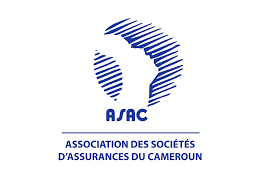 ASAC
ASSOCIATION DES SOCIÉTÉS
D'ASSURANCES DU CAMEROUN